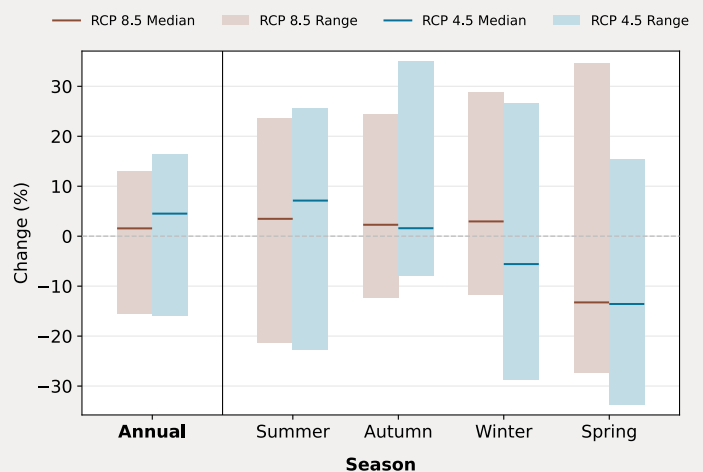 RCP 8.5 Median RCP 8.5 Range RCP 4.5 Median RCP 4.5 Range
30
20
10
0
−10
−20
−30
Change (%)
Annual Summer Autumn Winter Spring
Season